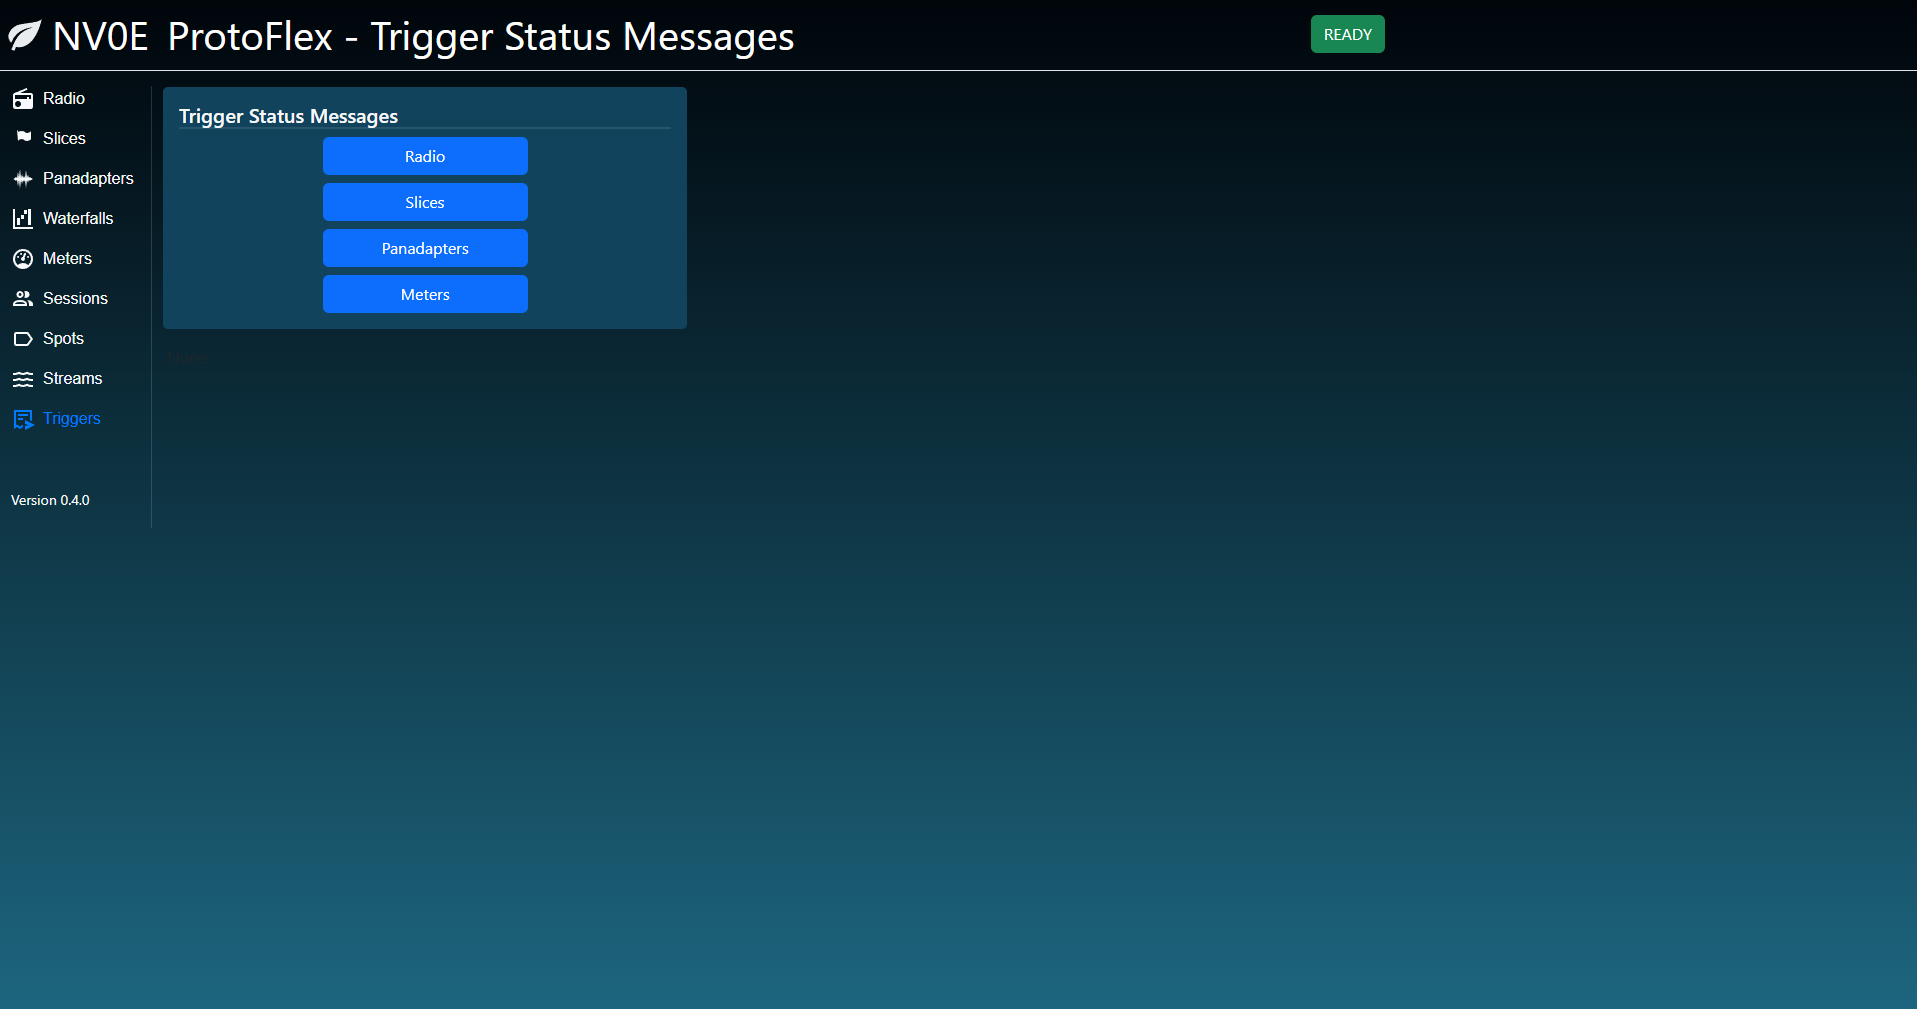 NV0E ProtoFlex - Trigger Status Messages
READY
Radio
Slices
Panadapters
Waterfalls
Meters
Sessions
Spots
Streams
Triggers
Version 0.4.0
Trigger Status Messages
Radio
Slices
Panadapters
Meters